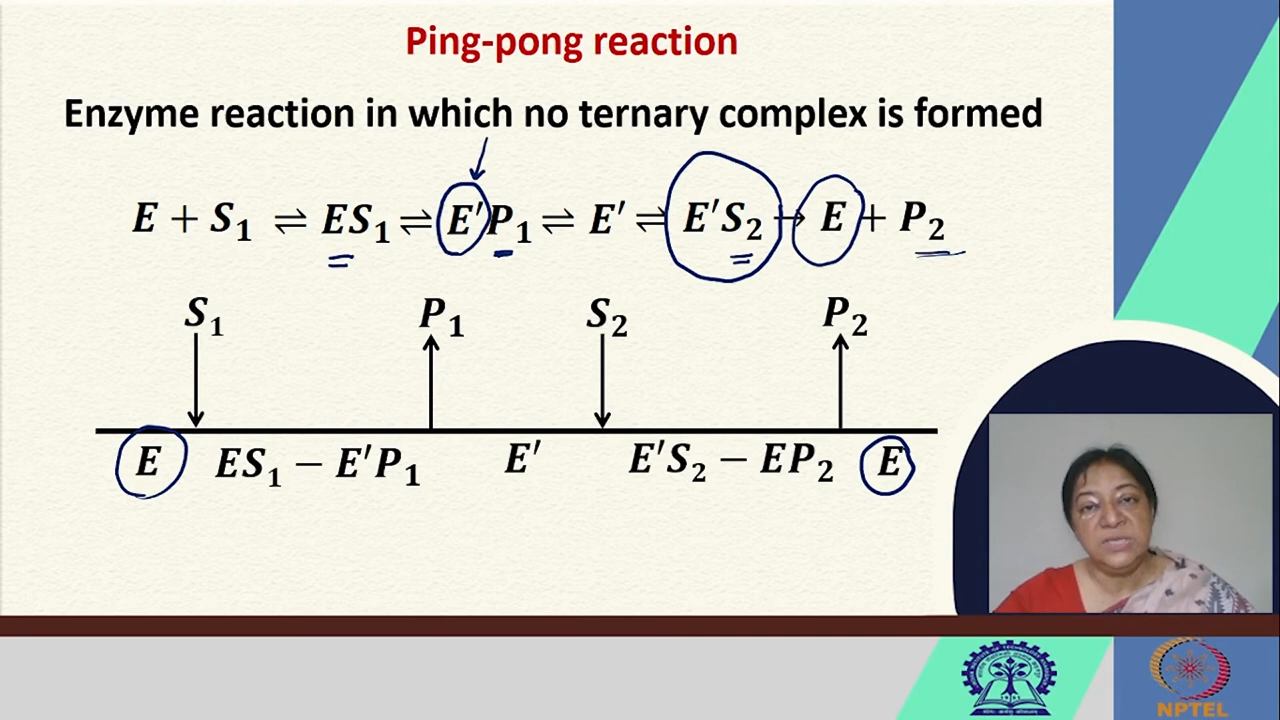 Ping-pong reaction
Enzyme reaction in which no ternary complex is formed
E + S₁ ⇌ ES₁ ⇌ E′P₁ ⇌ E′ ⇌ E′S₂ → E + P₂
S₁ P₁ S₂ P₂
E ES₁ − E′P₁ E′ E′S₂ − EP₂ E
NPTEL